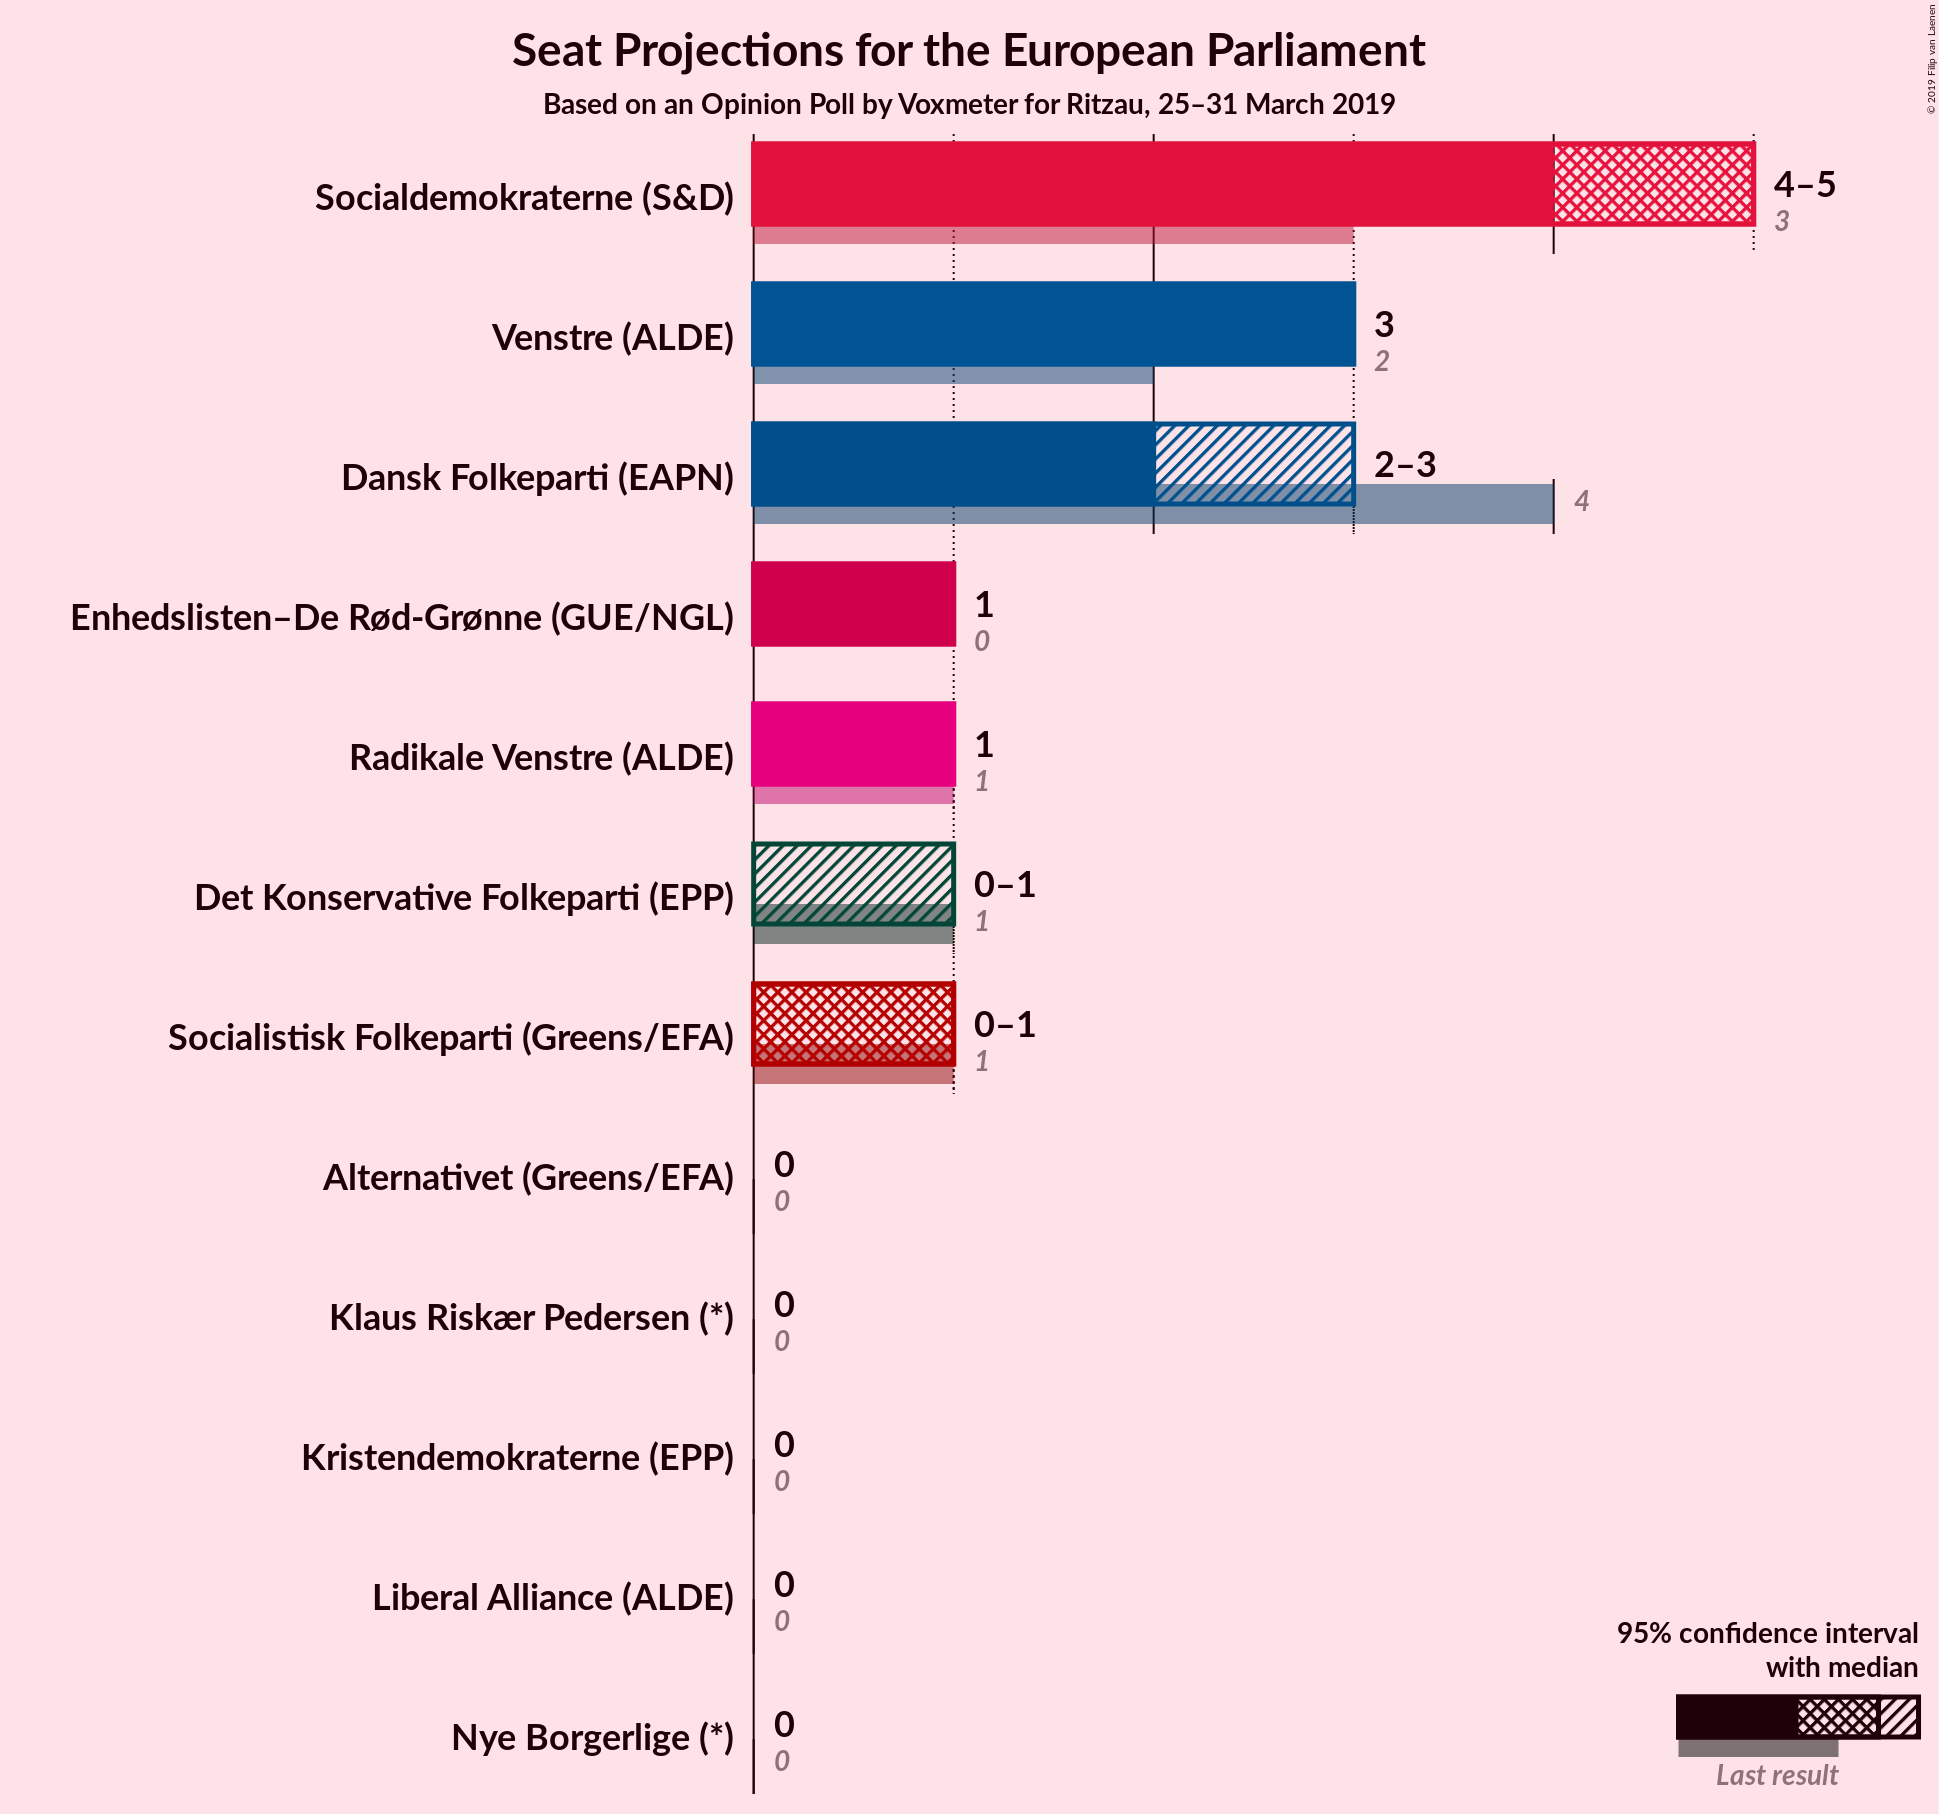 Seat Projections for the European Parliament
Based on an Opinion Poll by Voxmeter for Ritzau, 25–31 March 2019
© 2019 Filip van Laenen
Socialdemokraterne (S&D)
4–5
3
Venstre (ALDE)
3
2
Dansk Folkeparti (EAPN)
2–3
4
Enhedslisten–De Rød-Grønne (GUE/NGL)
1
0
Radikale Venstre (ALDE)
1
1
Det Konservative Folkeparti (EPP)
0–1
1
Socialistisk Folkeparti (Greens/EFA)
0–1
1
Alternativet (Greens/EFA)
0
0
Klaus Riskær Pedersen (*)
0
0
Kristendemokraterne (EPP)
0
0
Liberal Alliance (ALDE)
0
0
Nye Borgerlige (*)
0
0
95% confidence interval
with median
Last result